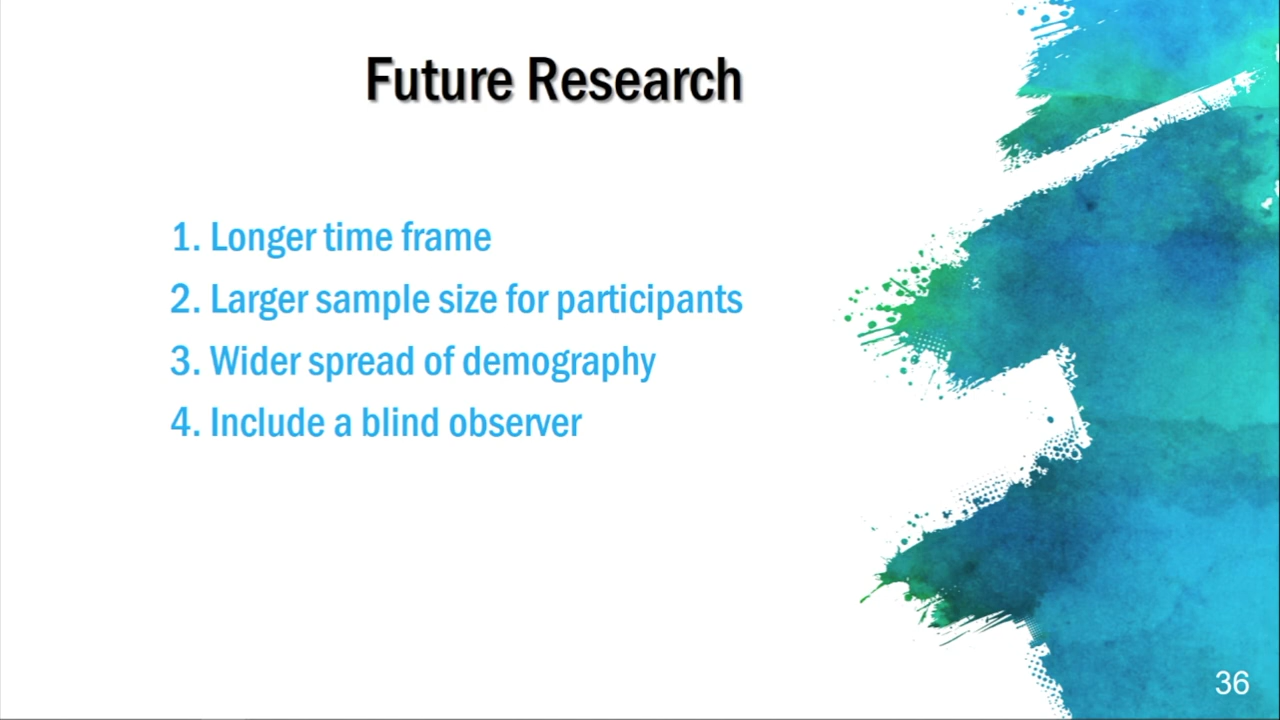 Future Research
1. Longer time frame
2. Larger sample size for participants
3. Wider spread of demography
4. Include a blind observer
36